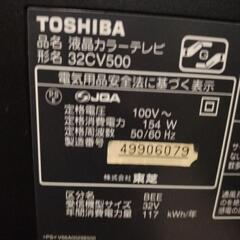 TOSHIBA
品名 液晶カラーテレビ
形名 32CV500
電気用品安全法に基づく表示
JQA
定格電圧 100V~
定格消費電力 154 W
定格周波数 50/60 Hz
製造番号 49906079
株式会社 東芝
区分名 BEE
受信機型サイズ 32V
年間消費電力量 117 kWh/年